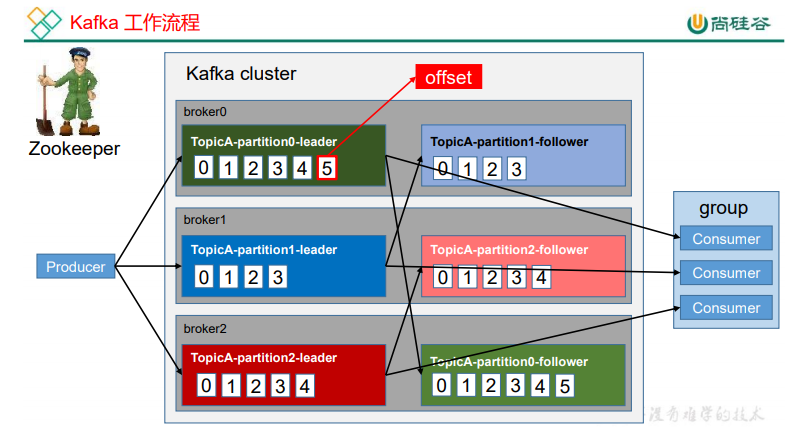 Kafka 工作流程
尚硅谷
Zookeeper
Kafka cluster
offset
broker0
TopicA-partition0-leader
0 1 2 3 4 5
TopicA-partition1-follower
0 1 2 3
broker1
TopicA-partition1-leader
0 1 2 3
TopicA-partition2-follower
0 1 2 3 4
broker2
TopicA-partition2-leader
0 1 2 3 4
TopicA-partition0-follower
0 1 2 3 4 5
Producer
group
Consumer
Consumer
Consumer
没有难学的技术